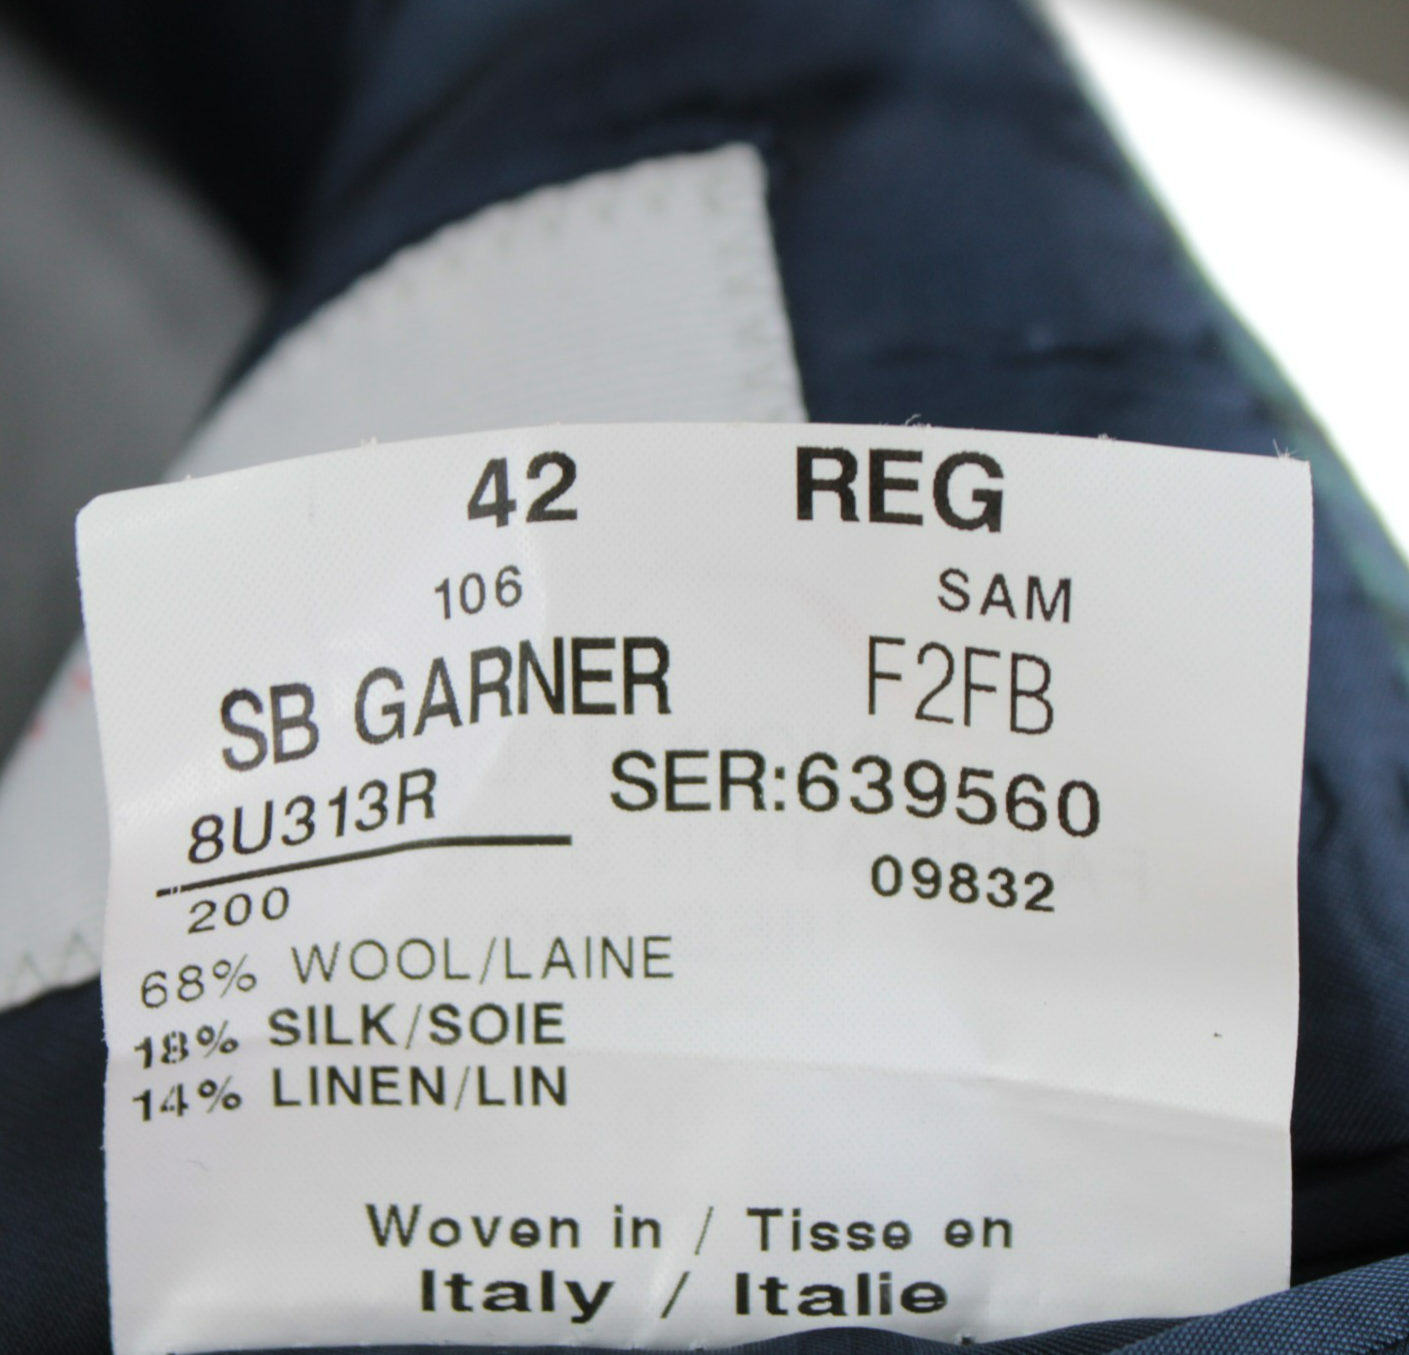 42 REG
106 SAM
SB GARNER F2FB
8U313R SER:639560
200 09832
68% WOOL/LAINE
18% SILK/SOIE
14% LINEN/LIN
Woven in / Tisse en
Italy / Italie